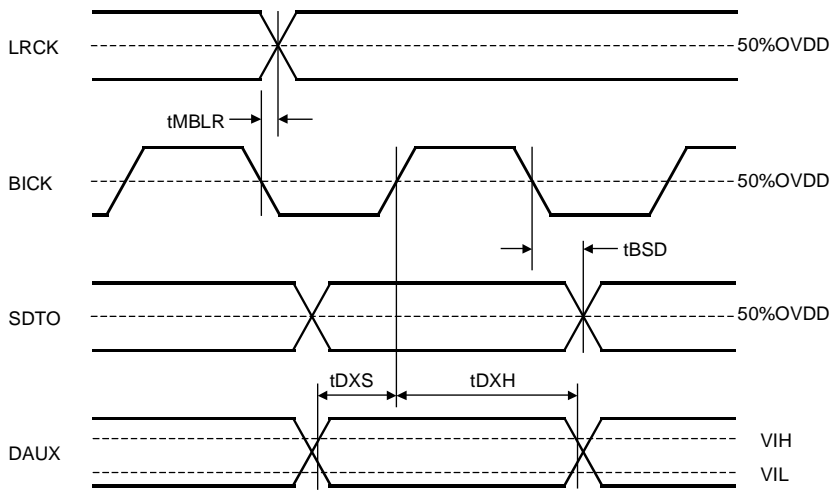 LRCK
50%OVDD
tMBLR
BICK
50%OVDD
tBSD
SDTO
50%OVDD
tDXS
tDXH
DAUX
VIH
VIL